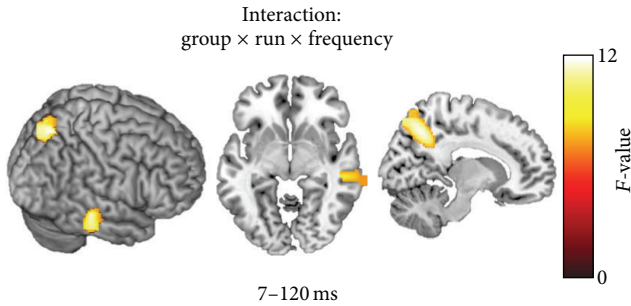 Interaction:
group × run × frequency
12
F-value
0
7–120 ms